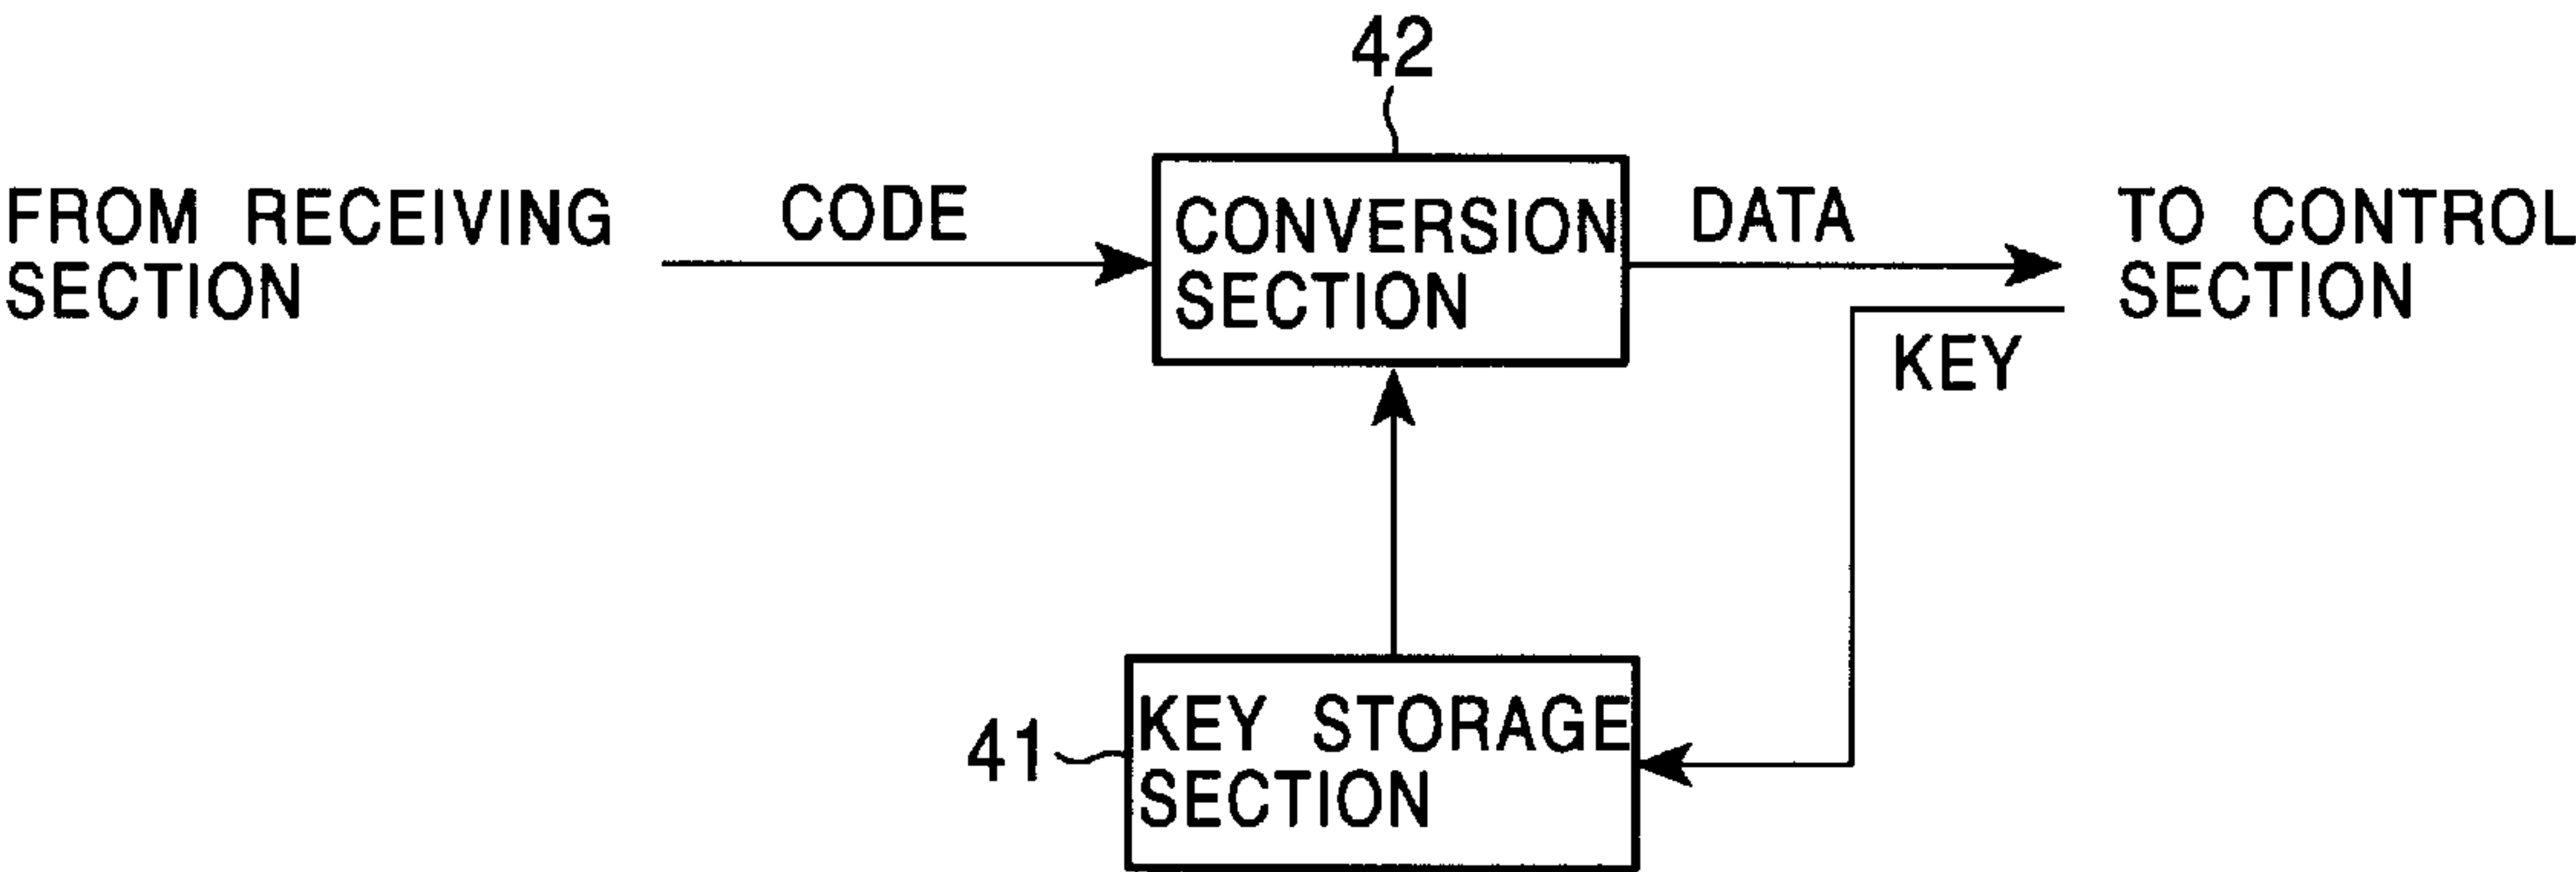 42
FROM RECEIVING
SECTION
CODE
CONVERSION
SECTION
DATA
TO CONTROL
SECTION
KEY
41
KEY STORAGE
SECTION